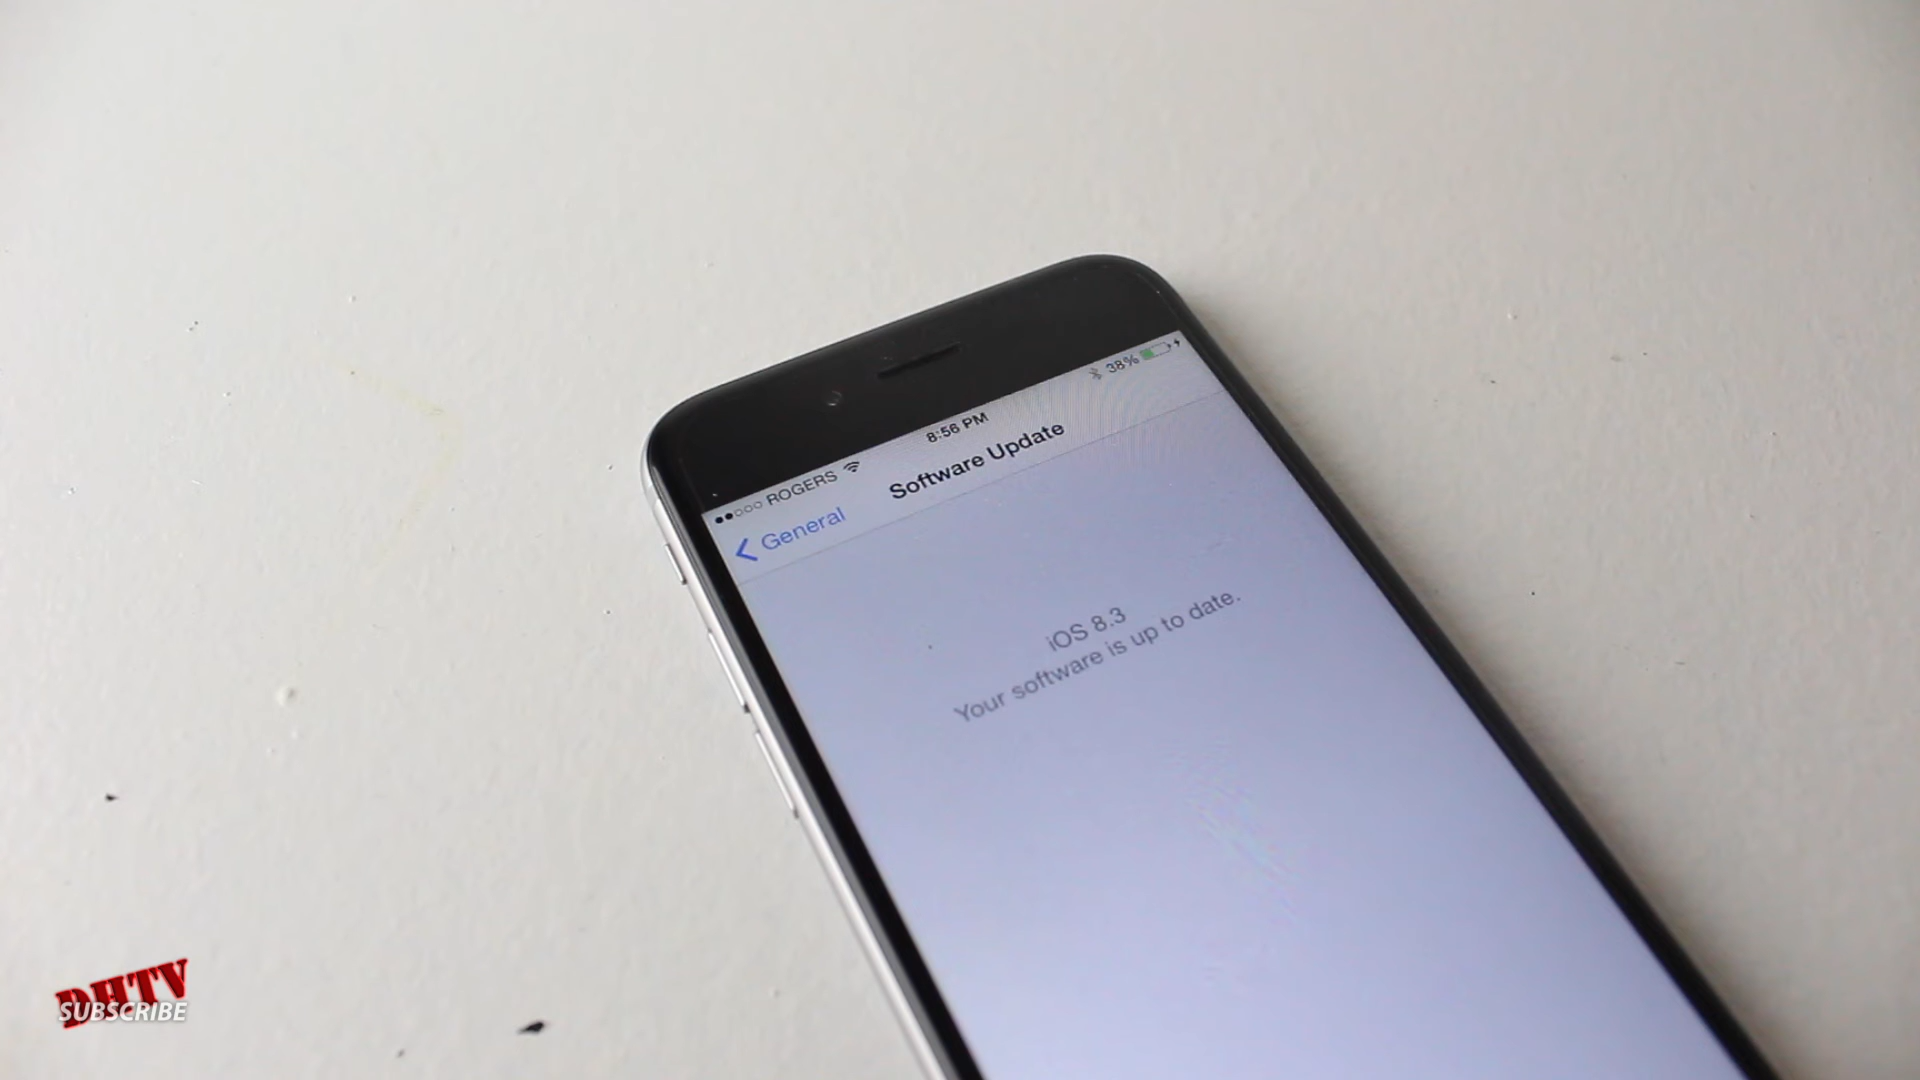 ROGERS
8:56 PM
38%
General
Software Update
iOS 8.3
Your software is up to date.
DHTV
SUBSCRIBE